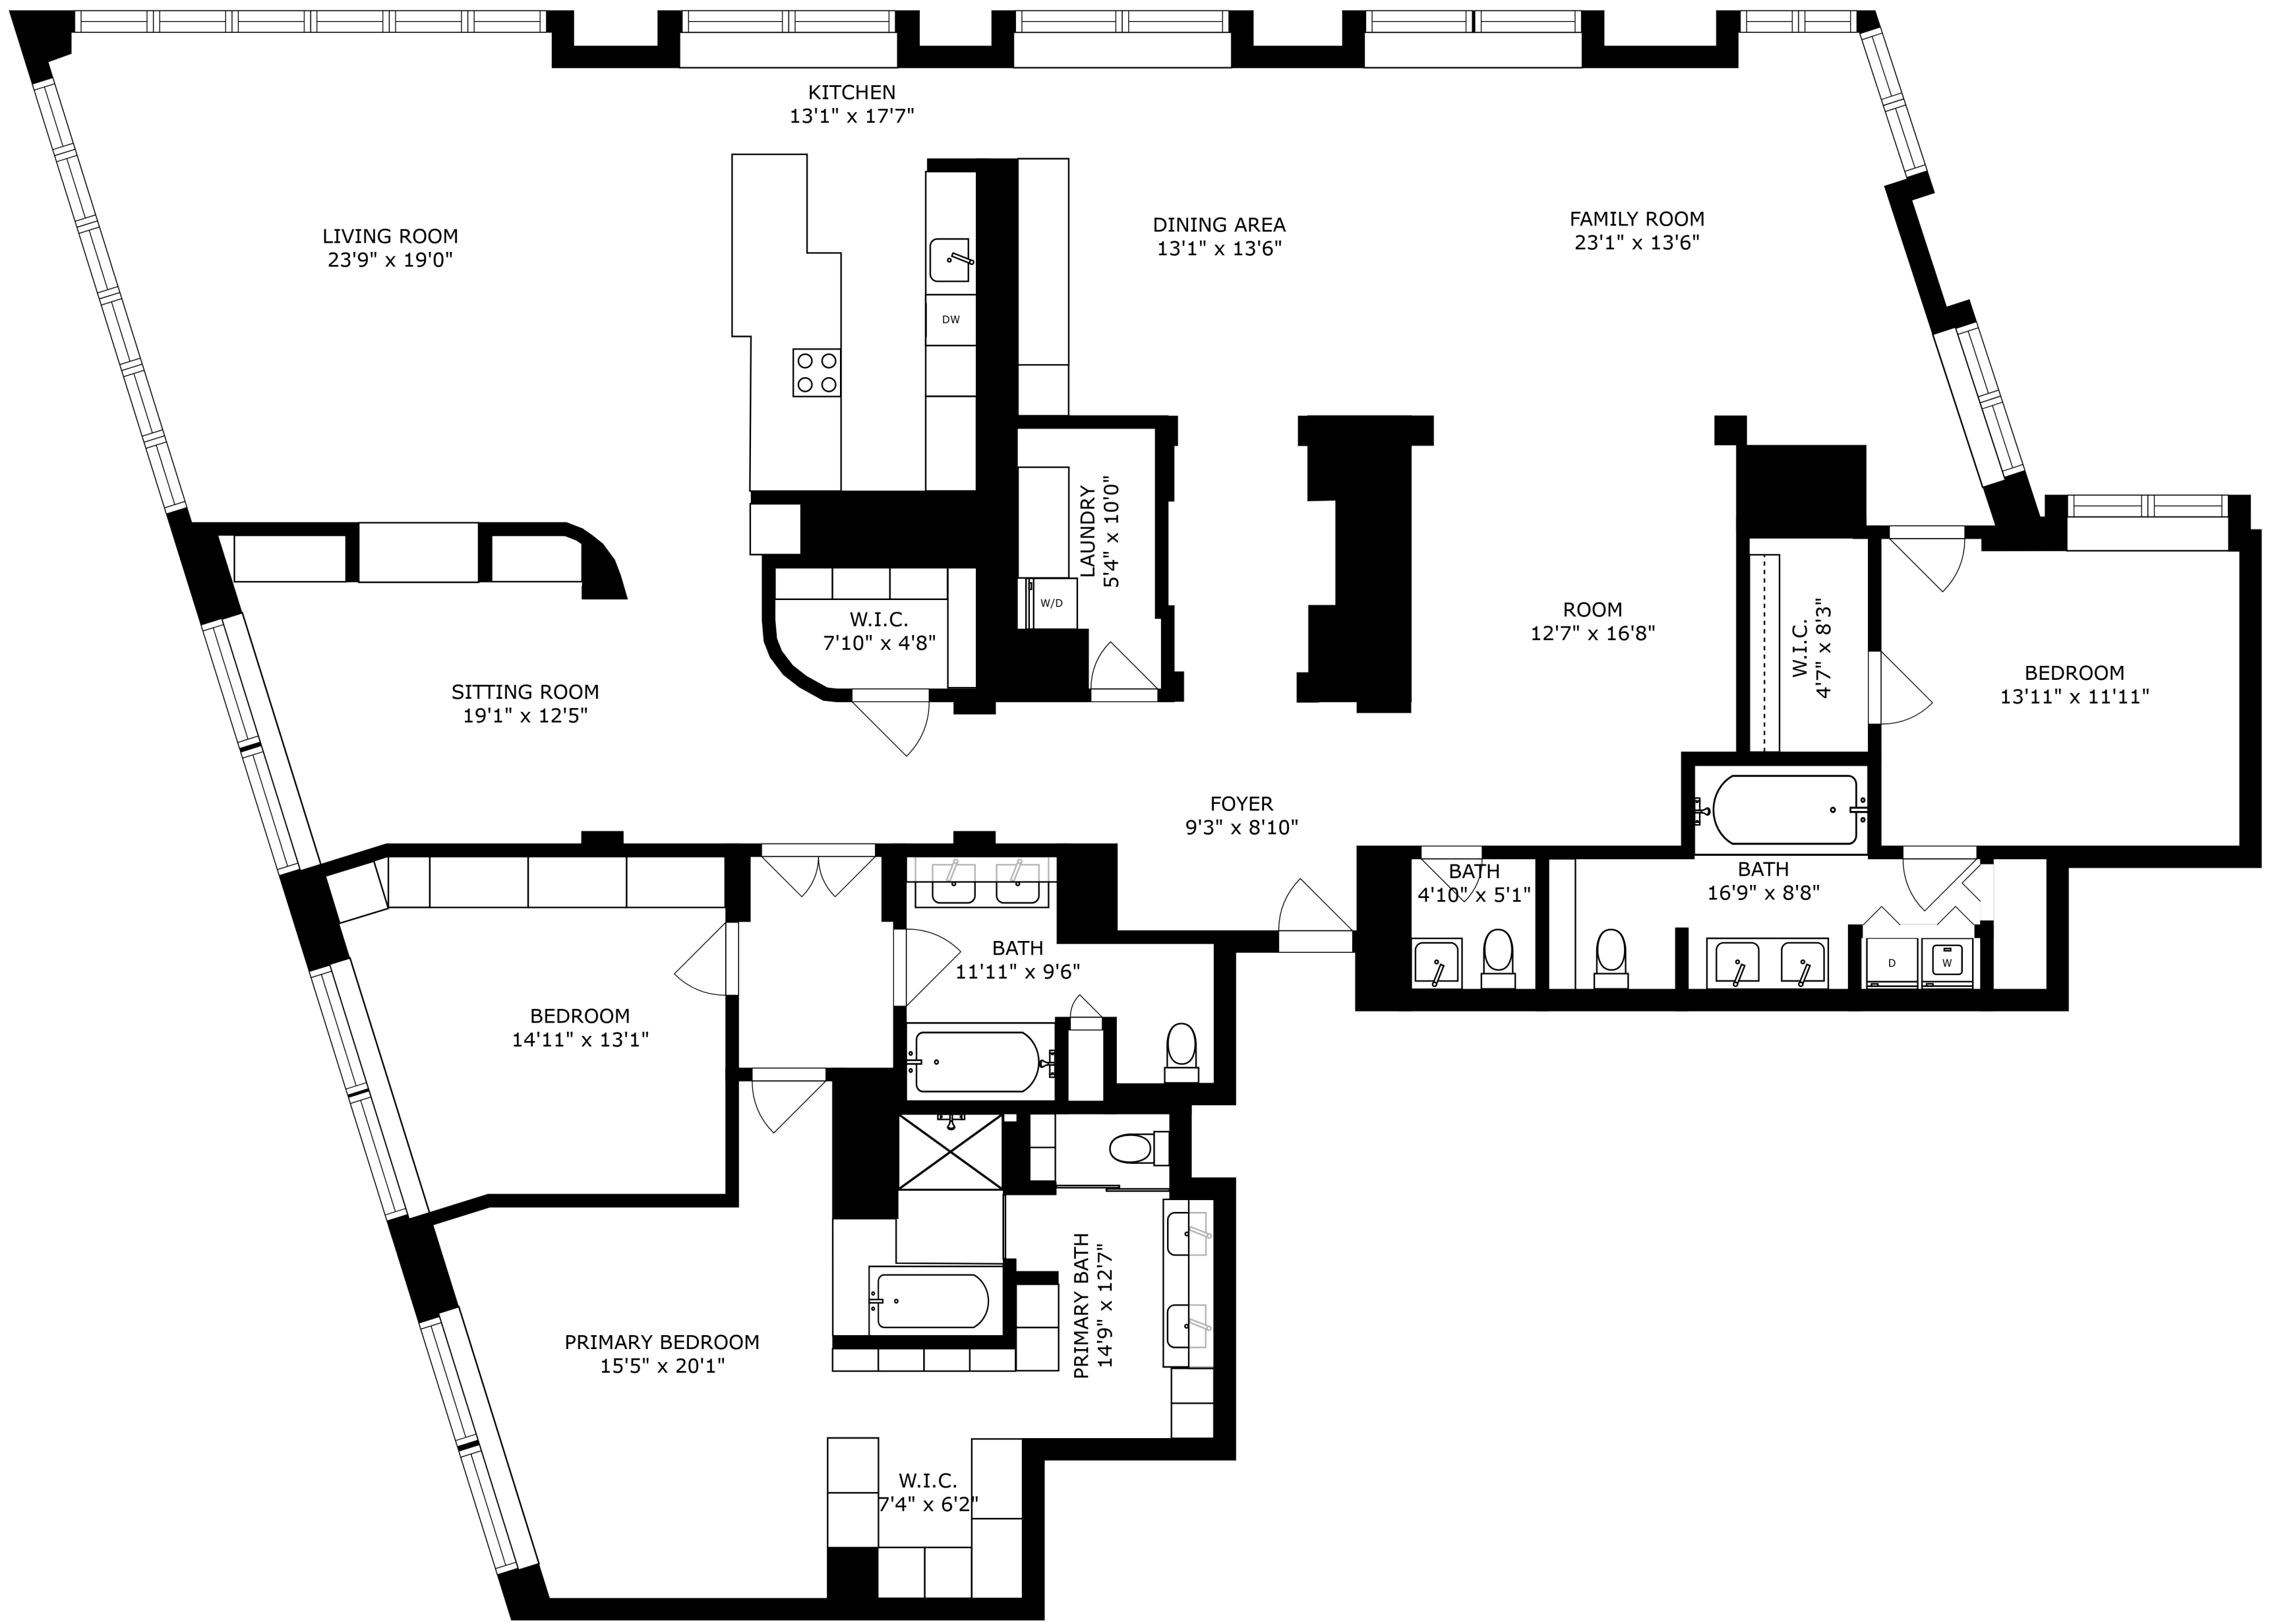 KITCHEN
13'1" x 17'7"
LIVING ROOM
23'9" x 19'0"
DINING AREA
13'1" x 13'6"
FAMILY ROOM
23'1" x 13'6"
DW
LAUNDRY
5'4" x 10'0"
W/D
W.I.C.
7'10" x 4'8"
ROOM
12'7" x 16'8"
W.I.C.
4'7" x 8'3"
BEDROOM
13'11" x 11'11"
SITTING ROOM
19'1" x 12'5"
FOYER
9'3" x 8'10"
BATH
4'10" x 5'1"
BATH
16'9" x 8'8"
D
W
BATH
11'11" x 9'6"
BEDROOM
14'11" x 13'1"
PRIMARY BATH
14'9" x 12'7"
PRIMARY BEDROOM
15'5" x 20'1"
W.I.C.
7'4" x 6'2"